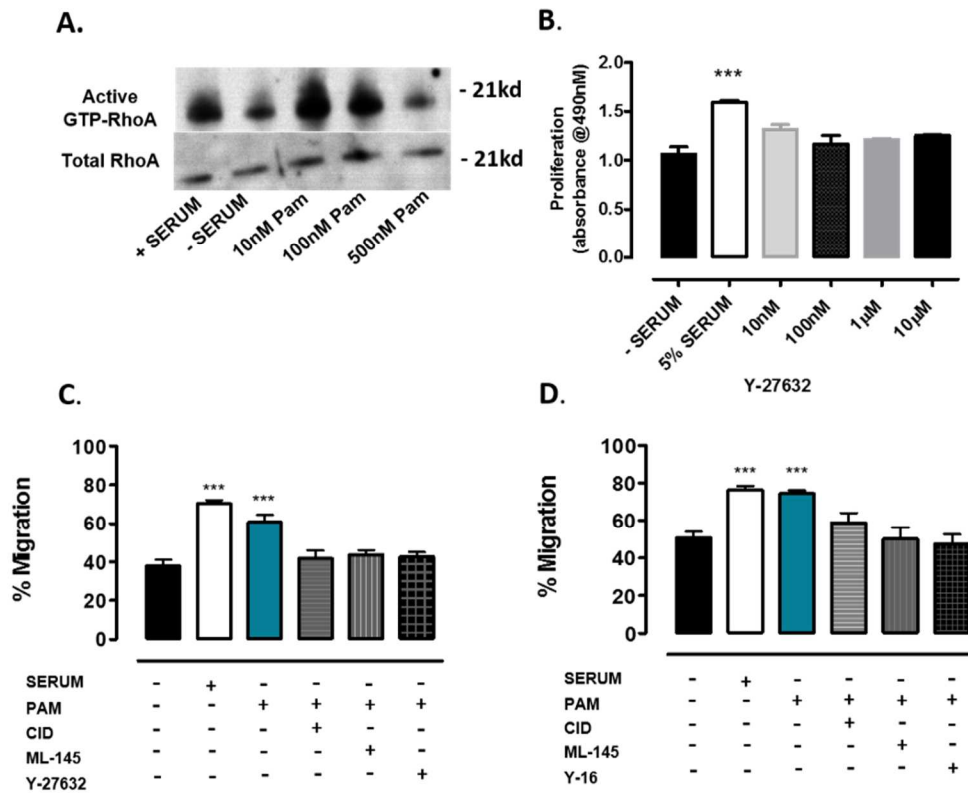 A.
Active
GTP-RhoA
- 21kd
Total RhoA
- 21kd
+ SERUM
- SERUM
10nM Pam
100nM Pam
500nM Pam
B.
Proliferation
(absorbance @490nM)
2.0
1.5
1.0
0.5
0.0
***
- SERUM
5% SERUM
10nM
100nM
1µM
10µM
Y-27632
C.
% Migration
100
80
60
40
20
0
*** ***
SERUM - + - - - -
PAM - - + + + +
CID - - - + - -
ML-145 - - - - + -
Y-27632 - - - - - +
D.
% Migration
100
80
60
40
20
0
*** ***
SERUM - + - - - -
PAM - - + + + +
CID - - - + - -
ML-145 - - - - + -
Y-16 - - - - - +